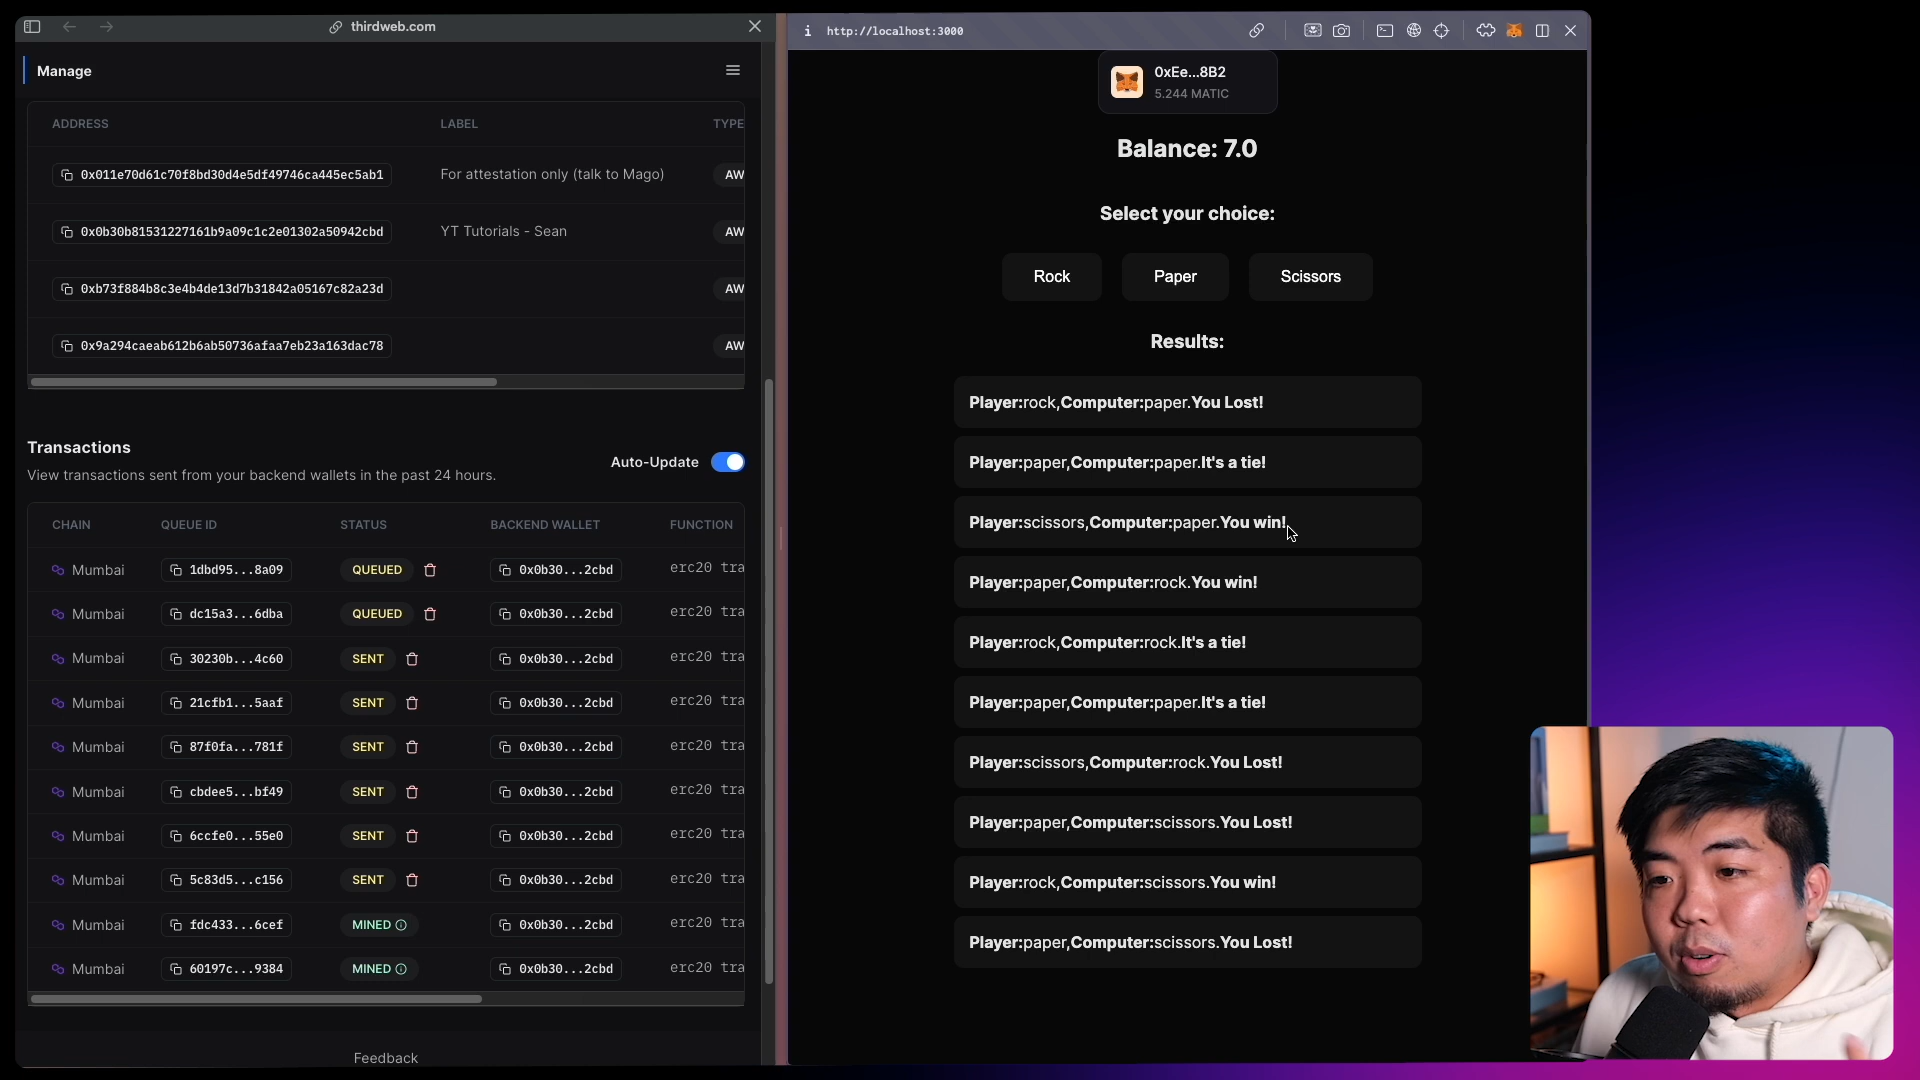 thirdweb.com
Manage
ADDRESS LABEL TYPE
0x011e70d61c70f8bd30d4e5df49746ca445ec5ab1 For attestation only (talk to Mago) AW
0x0b30b81531227161b9a09c1c2e01302a50942cbd YT Tutorials - Sean AW
0xb73f884b8c3e4b4de13d7b31842a05167c82a23d AW
0x9a294caeab612b6ab50736afaa7eb23a163dac78 AW
Transactions
View transactions sent from your backend wallets in the past 24 hours.
Auto-Update
CHAIN QUEUE ID STATUS BACKEND WALLET FUNCTION
Mumbai 1dbd95...8a09 QUEUED 0x0b30...2cbd erc20 tra
Mumbai dc15a3...6dba QUEUED 0x0b30...2cbd erc20 tra
Mumbai 30230b...4c60 SENT 0x0b30...2cbd erc20 tra
Mumbai 21cfb1...5aaf SENT 0x0b30...2cbd erc20 tra
Mumbai 87f0fa...781f SENT 0x0b30...2cbd erc20 tra
Mumbai cbdee5...bf49 SENT 0x0b30...2cbd erc20 tra
Mumbai 6ccfe0...55e0 SENT 0x0b30...2cbd erc20 tra
Mumbai 5c83d5...c156 SENT 0x0b30...2cbd erc20 tra
Mumbai fdc433...6cef MINED 0x0b30...2cbd erc20 tra
Mumbai 60197c...9384 MINED 0x0b30...2cbd erc20 tra
Feedback
http://localhost:3000
0xEe...8B2
5.244 MATIC
Balance: 7.0
Select your choice:
Rock Paper Scissors
Results:
Player:rock,Computer:paper.You Lost!
Player:paper,Computer:paper.It's a tie!
Player:scissors,Computer:paper.You win!
Player:paper,Computer:rock.You win!
Player:rock,Computer:rock.It's a tie!
Player:paper,Computer:paper.It's a tie!
Player:scissors,Computer:rock.You Lost!
Player:paper,Computer:scissors.You Lost!
Player:rock,Computer:scissors.You win!
Player:paper,Computer:scissors.You Lost!